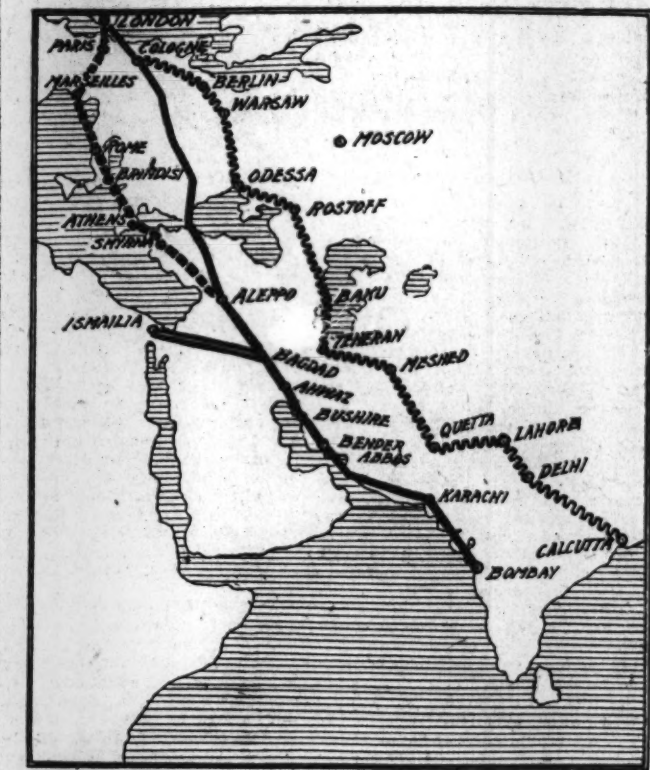 LONDON
PARIS
COLOGNE
MARSEILLES
BERLIN
WARSAW
MOSCOW
ROME
BRINDISI
ODESSA
ROSTOFF
ATHENS
SMYRNA
ALEPPO
BAKU
ISMAILIA
TEHERAN
BAGDAD
MESHED
AHWAZ
BUSHIRE
QUETTA
LAHORE
BENDER
ABBOS
DELHI
KARACHI
CALCUTTA
BOMBAY